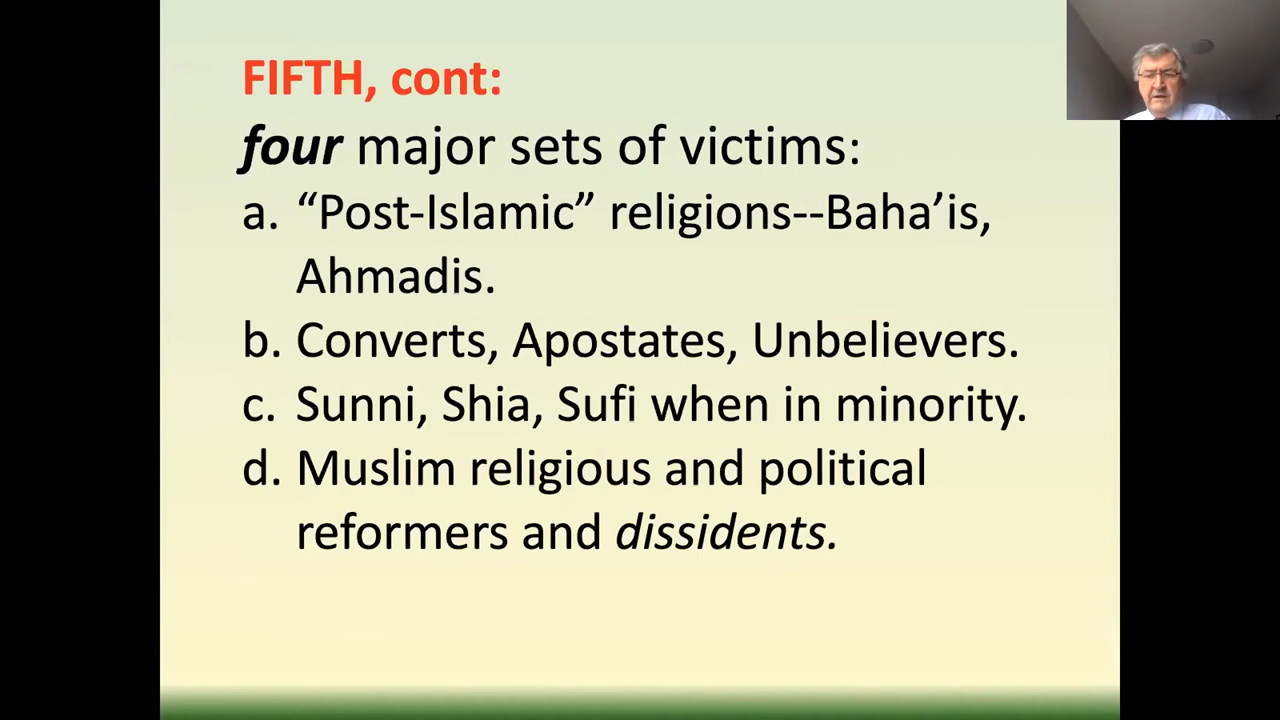 FIFTH, cont:
four major sets of victims:
a. “Post-Islamic” religions--Baha’is,
Ahmadis.
b. Converts, Apostates, Unbelievers.
c. Sunni, Shia, Sufi when in minority.
d. Muslim religious and political
reformers and dissidents.